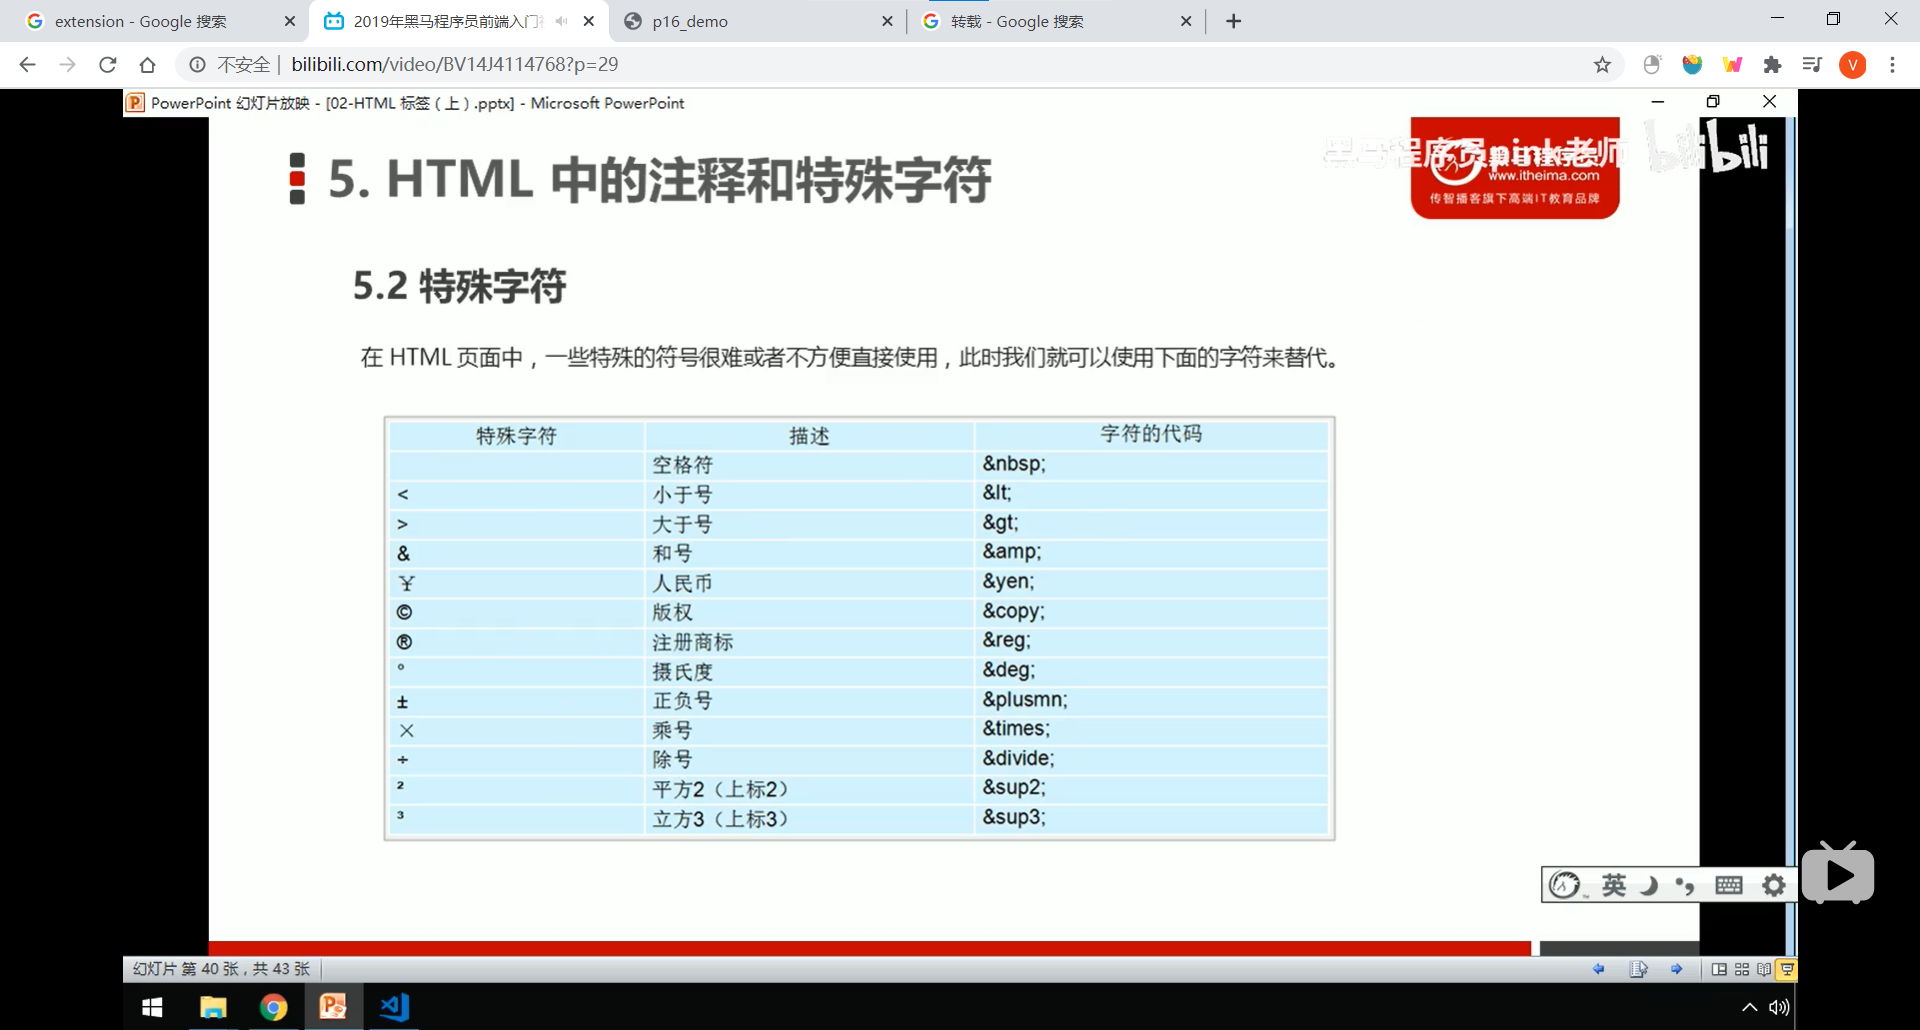 extension - Google 搜索
2019年黑马程序员前端入门
p16_demo
转载 - Google 搜索
不安全 | bilibili.com/video/BV14J4114768?p=29
V
PowerPoint 幻灯片放映 - [02-HTML 标签（上）.pptx] - Microsoft PowerPoint
5. HTML 中的注释和特殊字符
黑马程序员pink老师
bilibili
www.itheima.com
传智播客旗下高端IT教育品牌
5.2 特殊字符
在 HTML 页面中，一些特殊的符号很难或者不方便直接使用，此时我们就可以使用下面的字符来替代。
特殊字符 描述 字符的代码
空格符 &nbsp;
< 小于号 &lt;
> 大于号 &gt;
& 和号 &amp;
¥ 人民币 &yen;
© 版权 &copy;
® 注册商标 &reg;
° 摄氏度 &deg;
± 正负号 &plusmn;
× 乘号 &times;
÷ 除号 &divide;
² 平方2（上标2） &sup2;
³ 立方3（上标3） &sup3;
英
幻灯片 第 40 张，共 43 张